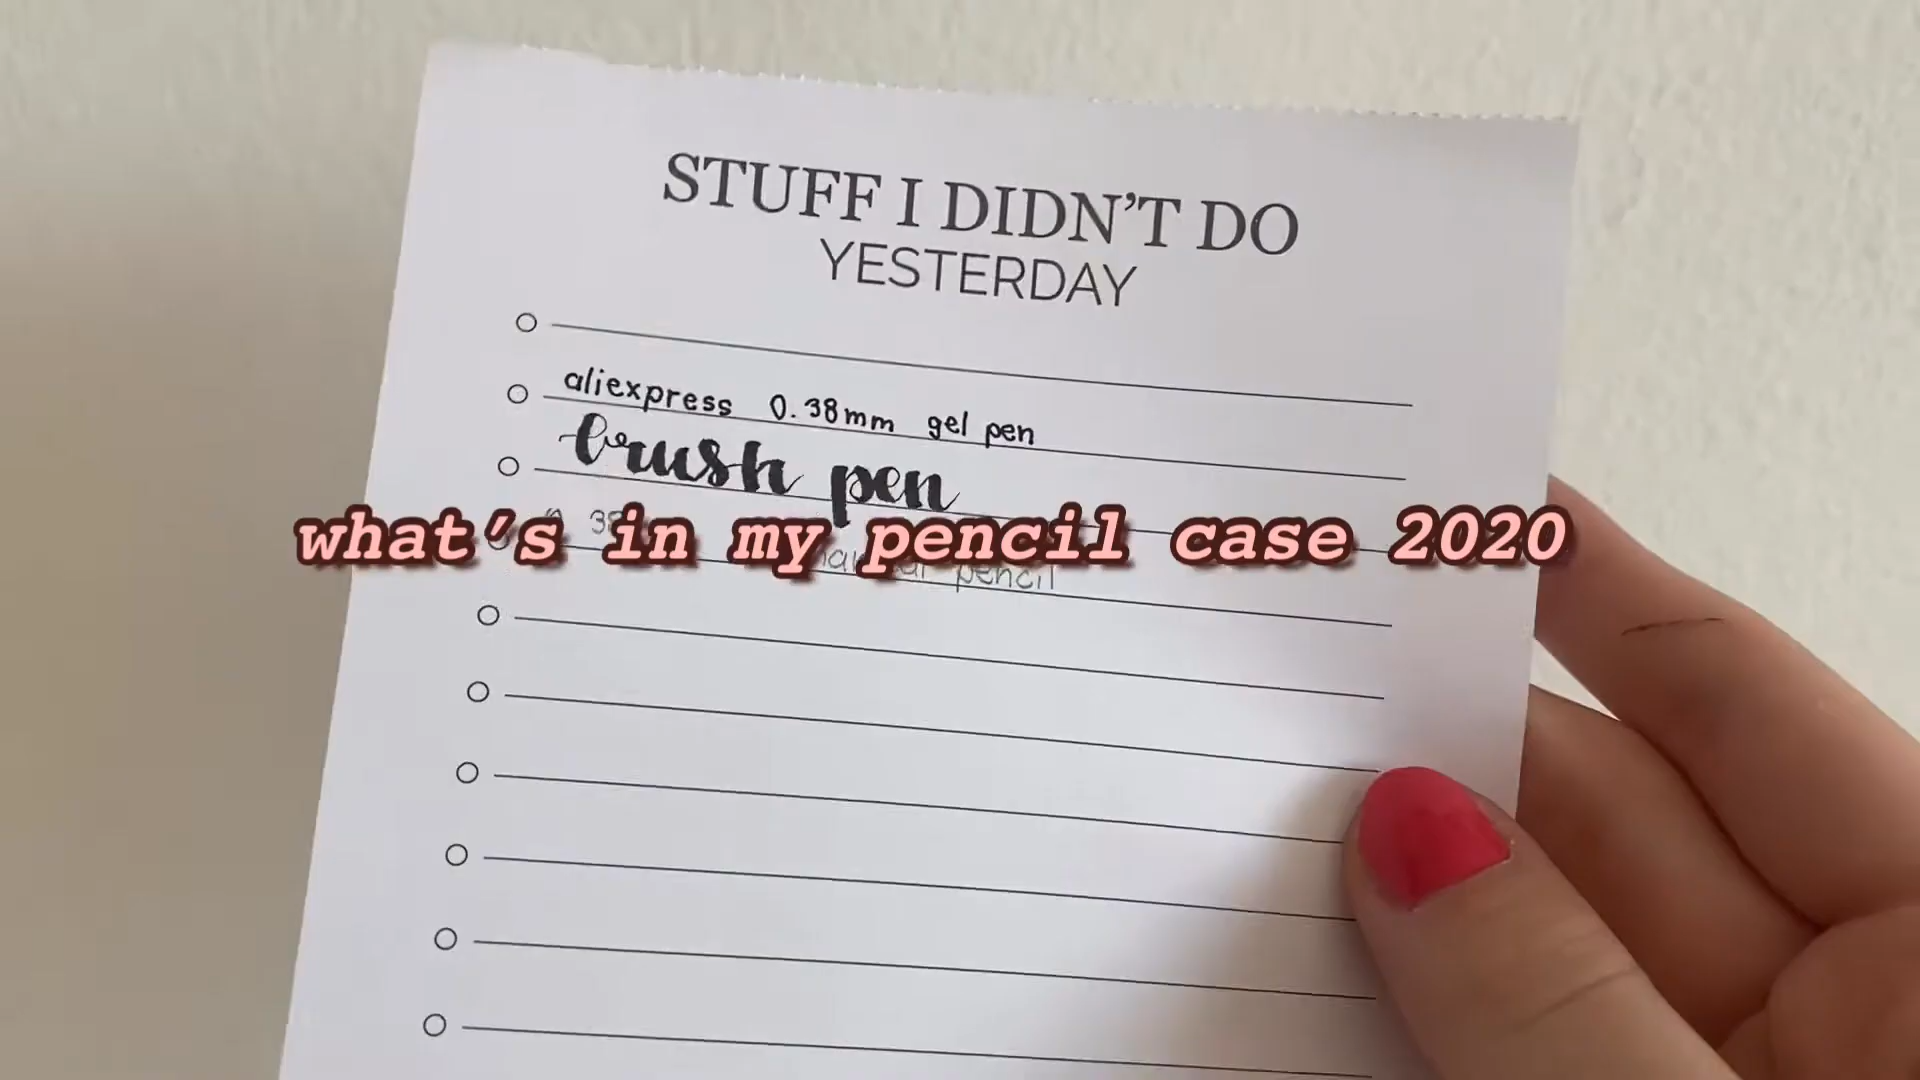 STUFF I DIDN'T DO
YESTERDAY
aliexpress 0.38mm gel pen
brush pen
what's in my pencil case 2020
pencil